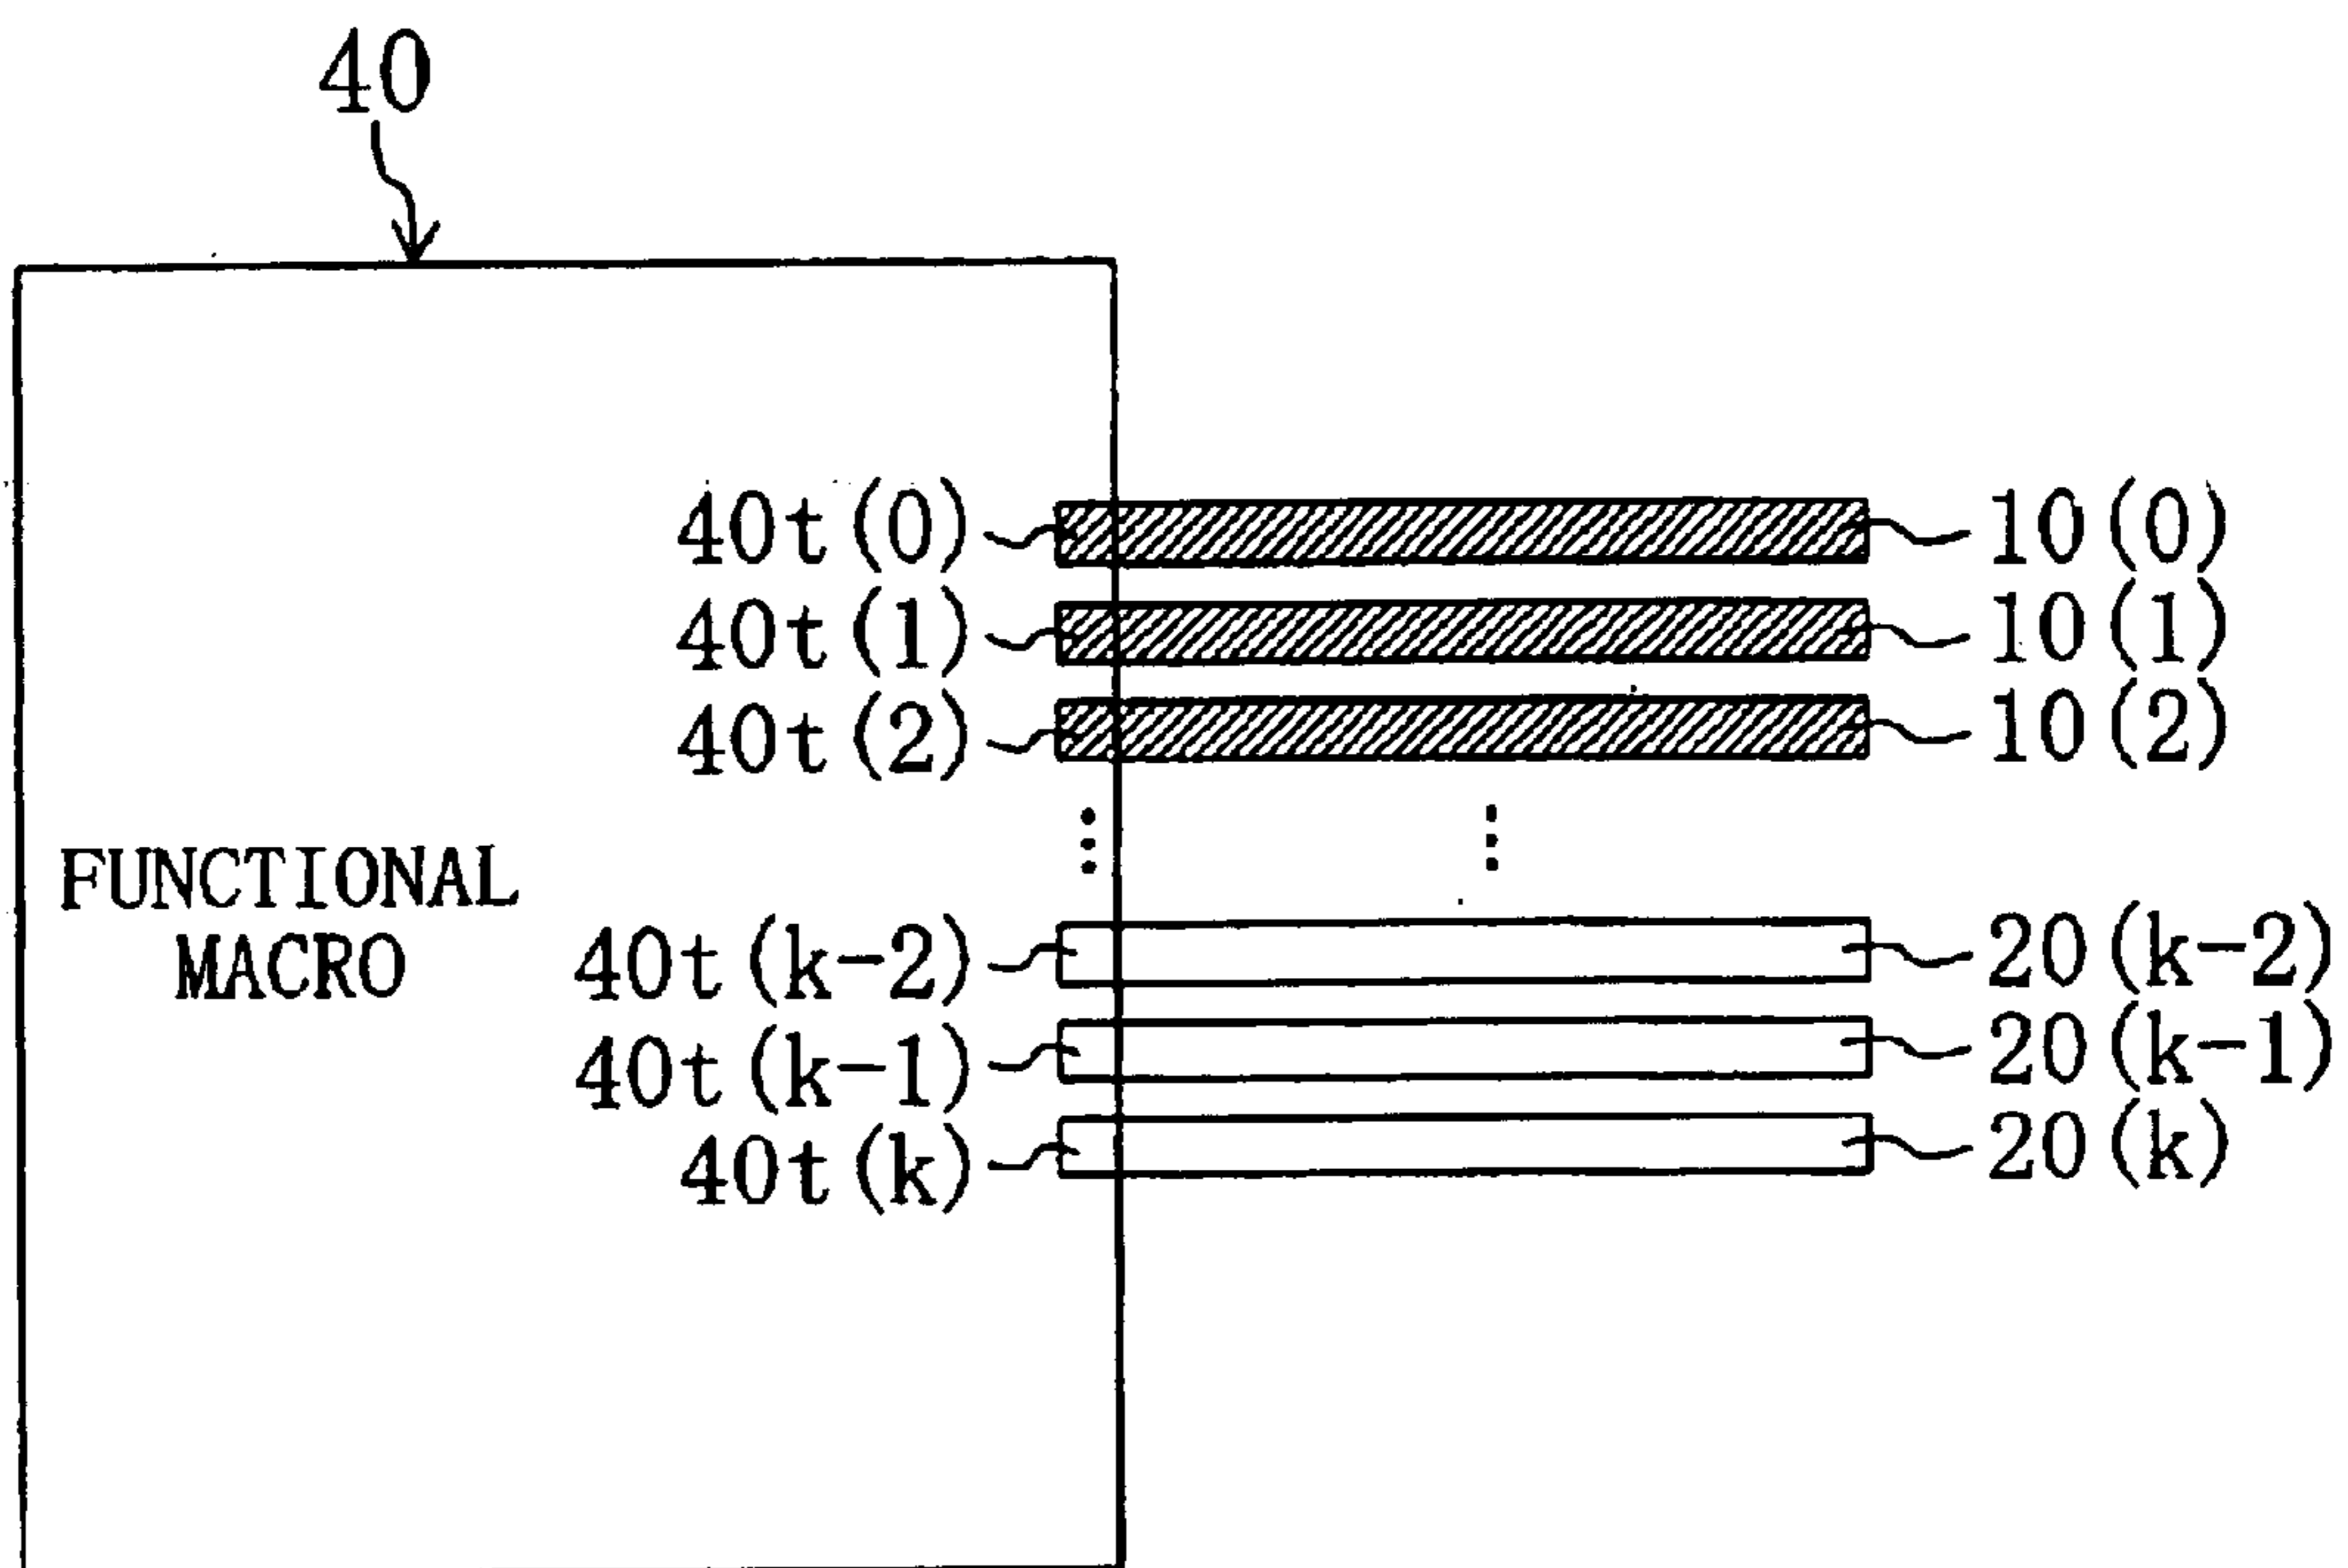 40
40t(0)
10(0)
40t(1)
10(1)
40t(2)
10(2)
FUNCTIONAL
MACRO
40t(k-2)
20(k-2)
40t(k-1)
20(k-1)
40t(k)
20(k)